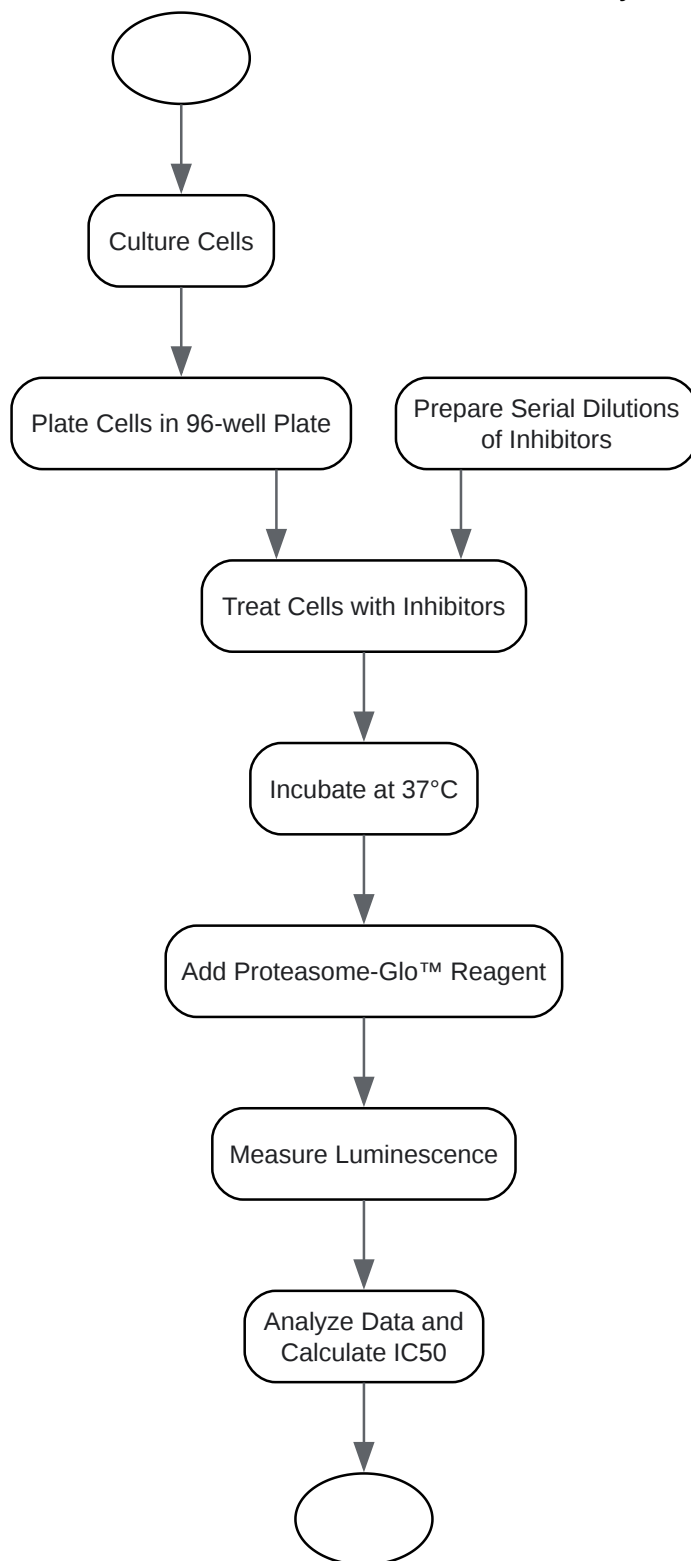 Culture Cells
Plate Cells in 96-well Plate
Prepare Serial Dilutions
of Inhibitors
Treat Cells with Inhibitors
Incubate at 37°C
Add Proteasome-Glo™ Reagent
Measure Luminescence
Analyze Data and
Calculate IC50